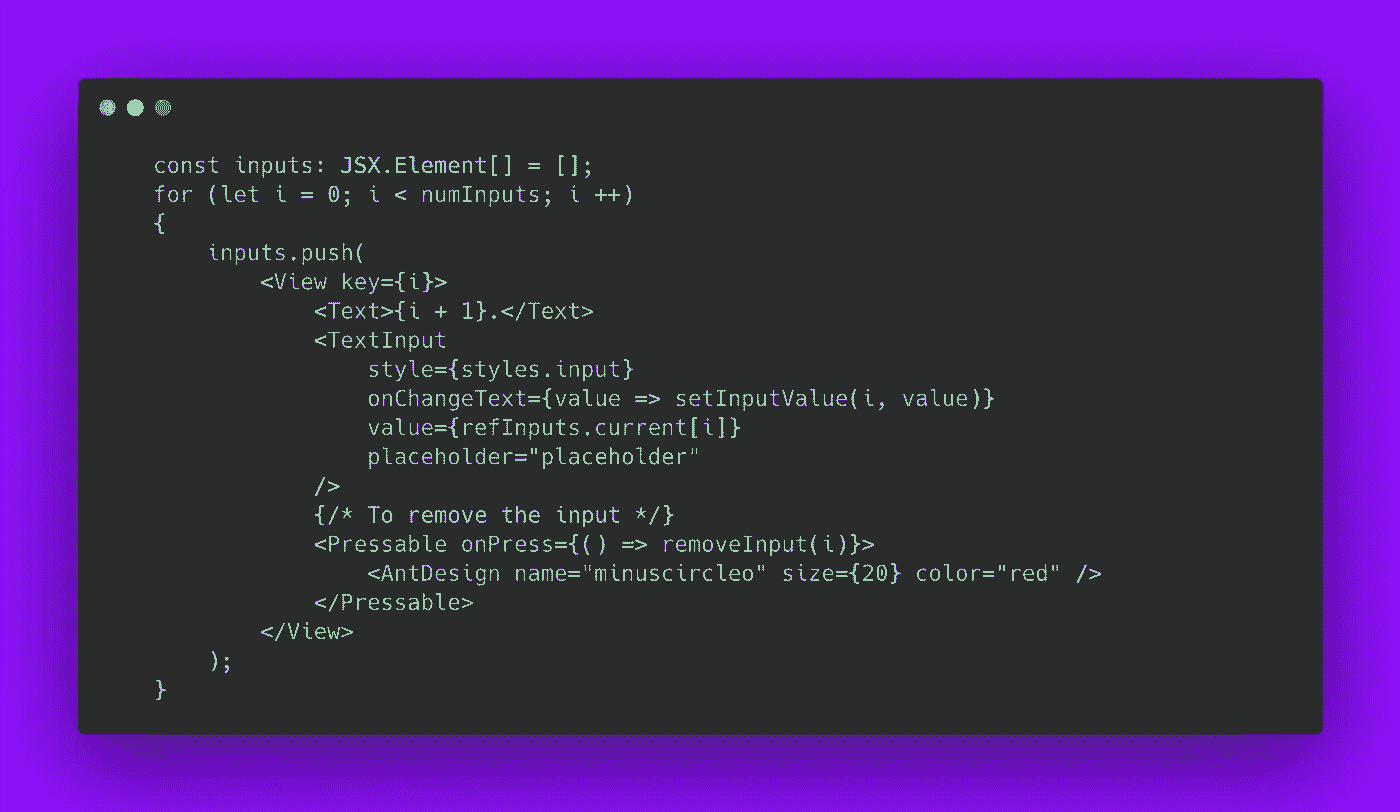 const inputs: JSX.Element[] = [];
for (let i = 0; i < numInputs; i ++)
{
    inputs.push(
        <View key={i}>
            <Text>{i + 1}.</Text>
            <TextInput
                style={styles.input}
                onChangeText={value => setInputValue(i, value)}
                value={refInputs.current[i]}
                placeholder="placeholder"
            />
            {/* To remove the input */}
            <Pressable onPress={() => removeInput(i)}>
                <AntDesign name="minuscircleo" size={20} color="red" />
            </Pressable>
        </View>
    );
}